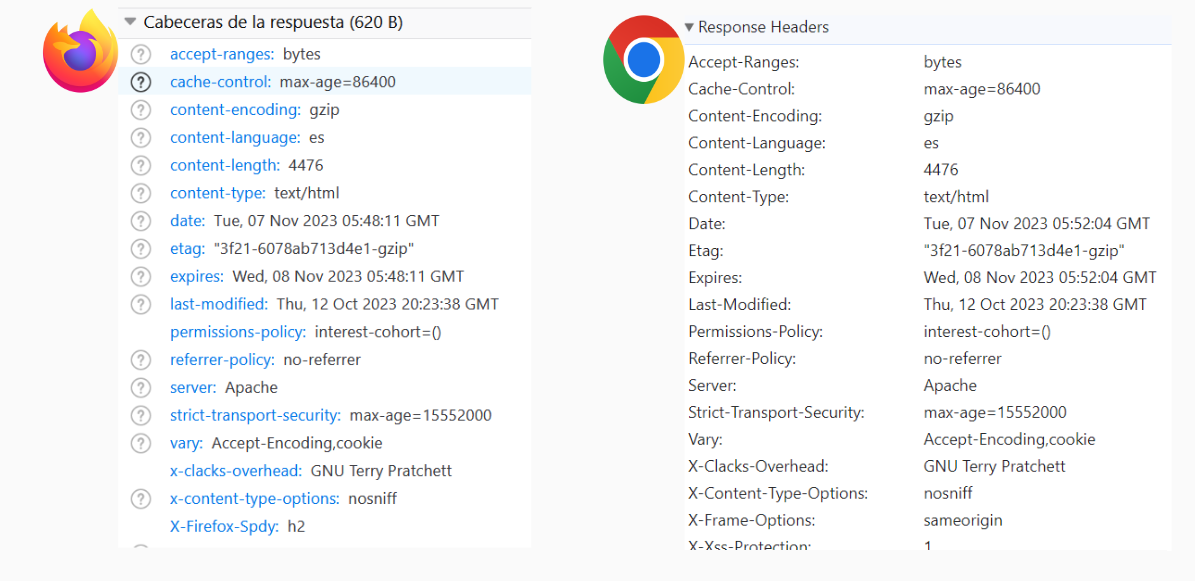 Cabeceras de la respuesta (620 B)
accept-ranges: bytes
cache-control: max-age=86400
content-encoding: gzip
content-language: es
content-length: 4476
content-type: text/html
date: Tue, 07 Nov 2023 05:48:11 GMT
etag: "3f21-6078ab713d4e1-gzip"
expires: Wed, 08 Nov 2023 05:48:11 GMT
last-modified: Thu, 12 Oct 2023 20:23:38 GMT
permissions-policy: interest-cohort=()
referrer-policy: no-referrer
server: Apache
strict-transport-security: max-age=15552000
vary: Accept-Encoding,cookie
x-clacks-overhead: GNU Terry Pratchett
x-content-type-options: nosniff
X-Firefox-Spdy: h2
Response Headers
Accept-Ranges: bytes
Cache-Control: max-age=86400
Content-Encoding: gzip
Content-Language: es
Content-Length: 4476
Content-Type: text/html
Date: Tue, 07 Nov 2023 05:52:04 GMT
Etag: "3f21-6078ab713d4e1-gzip"
Expires: Wed, 08 Nov 2023 05:52:04 GMT
Last-Modified: Thu, 12 Oct 2023 20:23:38 GMT
Permissions-Policy: interest-cohort=()
Referrer-Policy: no-referrer
Server: Apache
Strict-Transport-Security: max-age=15552000
Vary: Accept-Encoding,cookie
X-Clacks-Overhead: GNU Terry Pratchett
X-Content-Type-Options: nosniff
X-Frame-Options: sameorigin
X-Xss-Protection: 1